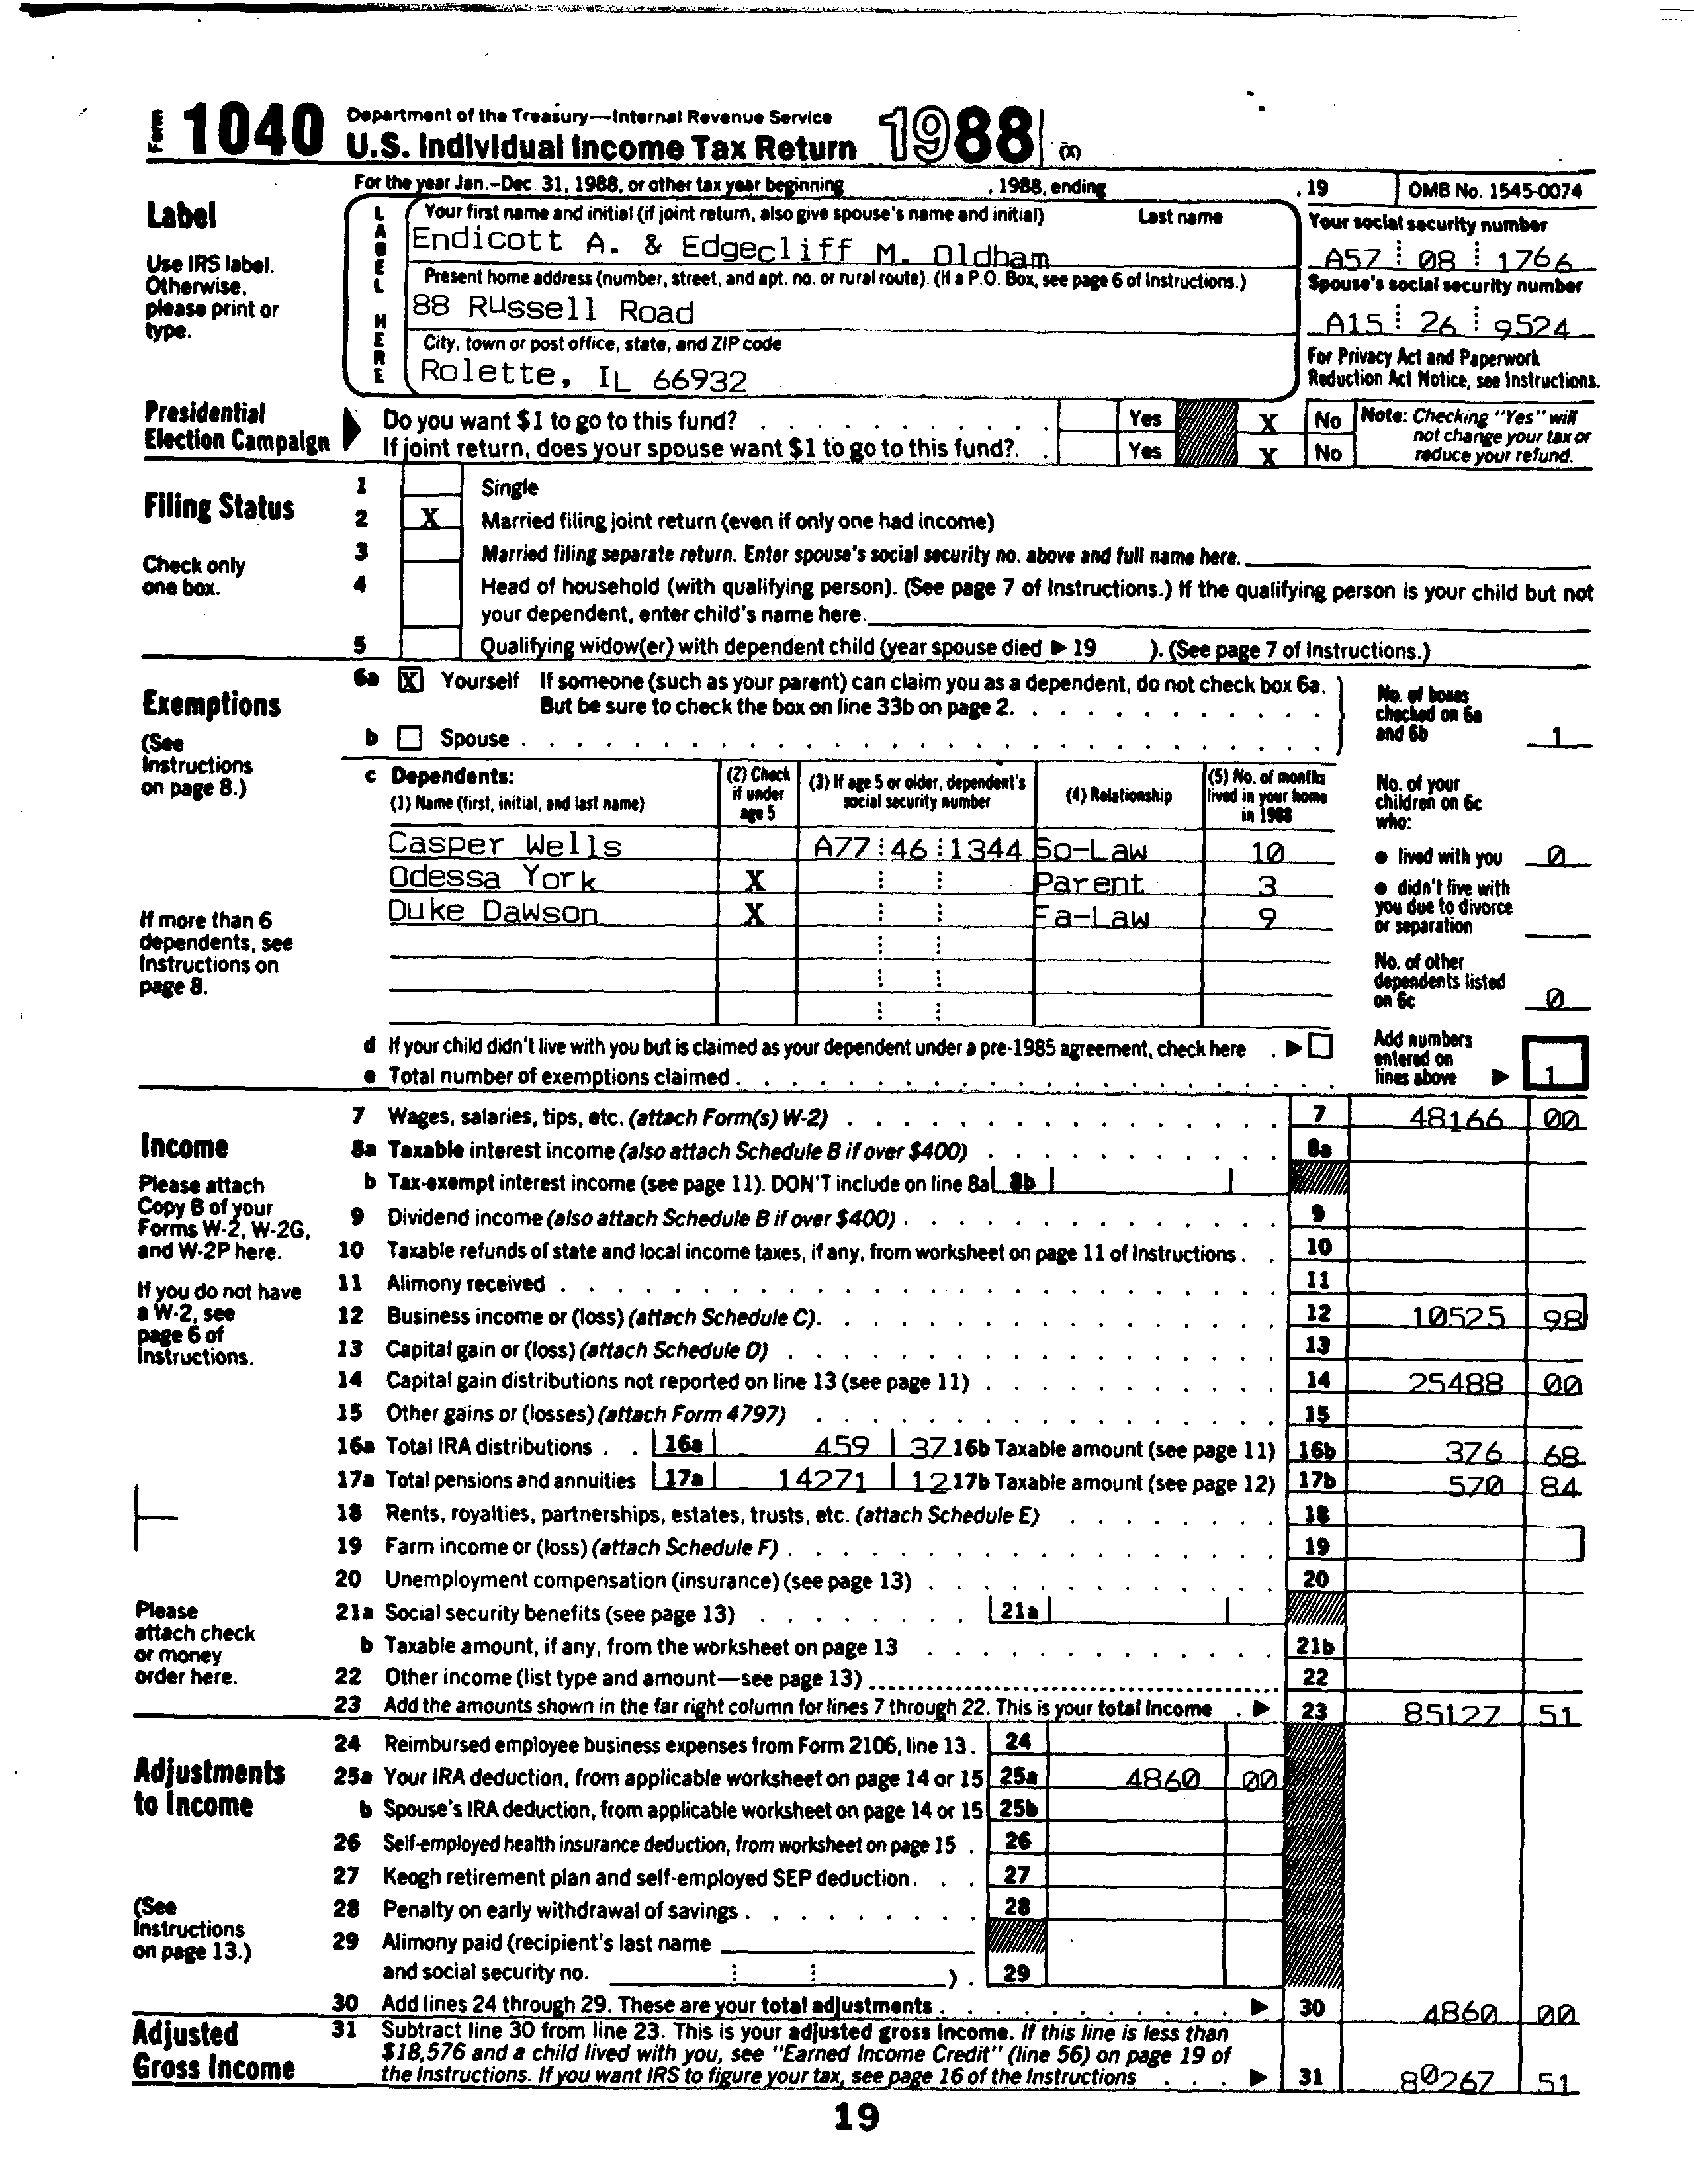 Form 1040 Department of the Treasury—Internal Revenue Service
U.S. Individual Income Tax Return 1988 (X)
For the year Jan.-Dec. 31, 1988, or other tax year beginning , 1988, ending , 19 OMB No. 1545-0074
Label
Use IRS label. Otherwise, please print or type.
LABEL HERE
Your first name and initial (if joint return, also give spouse's name and initial) Last name
Endicott A. & Edgecliff M. Oldham
Your social security number
A57 08 1766
Present home address (number, street, and apt. no. or rural route). (If a P.O. Box, see page 6 of Instructions.)
88 Russell Road
Spouse's social security number
A15 26 9524
City, town or post office, state, and ZIP code
Rolette, IL 66932
For Privacy Act and Paperwork
Reduction Act Notice, see Instructions.
Presidential
Election Campaign
Do you want $1 to go to this fund? Yes X No
If joint return, does your spouse want $1 to go to this fund? Yes X No
Note: Checking "Yes" will
not change your tax or
reduce your refund.
Filing Status
Check only
one box.
1 Single
2 X Married filing joint return (even if only one had income)
3 Married filing separate return. Enter spouse's social security no. above and full name here.
4 Head of household (with qualifying person). (See page 7 of Instructions.) If the qualifying person is your child but not
your dependent, enter child's name here.
5 Qualifying widow(er) with dependent child (year spouse died ▶ 19 ). (See page 7 of Instructions.)
Exemptions
(See
Instructions
on page 8.)
6a X Yourself If someone (such as your parent) can claim you as a dependent, do not check box 6a.
But be sure to check the box on line 33b on page 2.
b Spouse
No. of boxes
checked on 6a
and 6b 1
c Dependents:
(1) Name (first, initial, and last name)
(2) Check
if under
age 5
(3) If age 5 or older, dependent's
social security number
(4) Relationship
(5) No. of months
lived in your home
in 1988
Casper Wells A77 46 1344 So-Law 10
Odessa York X Parent 3
Duke Dawson X Fa-Law 9
If more than 6
dependents, see
Instructions on
page 8.
No. of your
children on 6c
who:
● lived with you 0
● didn't live with
you due to divorce
or separation
No. of other
dependents listed
on 6c 0
d If your child didn't live with you but is claimed as your dependent under a pre-1985 agreement, check here ▶
e Total number of exemptions claimed
Add numbers
entered on
lines above ▶ 1
Income
Please attach
Copy B of your
Forms W-2, W-2G,
and W-2P here.
If you do not have
a W-2, see
page 6 of
Instructions.
7 Wages, salaries, tips, etc. (attach Form(s) W-2) 7 48166 00
8a Taxable interest income (also attach Schedule B if over $400) 8a
b Tax-exempt interest income (see page 11). DON'T include on line 8a 8b
9 Dividend income (also attach Schedule B if over $400) 9
10 Taxable refunds of state and local income taxes, if any, from worksheet on page 11 of Instructions 10
11 Alimony received 11
12 Business income or (loss) (attach Schedule C) 12 10525 98
13 Capital gain or (loss) (attach Schedule D) 13
14 Capital gain distributions not reported on line 13 (see page 11) 14 25488 00
15 Other gains or (losses) (attach Form 4797) 15
16a Total IRA distributions 16a 459 37 16b Taxable amount (see page 11) 16b 376 68
17a Total pensions and annuities 17a 14271 12 17b Taxable amount (see page 12) 17b 570 84
18 Rents, royalties, partnerships, estates, trusts, etc. (attach Schedule E) 18
19 Farm income or (loss) (attach Schedule F) 19
20 Unemployment compensation (insurance) (see page 13) 20
Please
attach check
or money
order here.
21a Social security benefits (see page 13) 21a
b Taxable amount, if any, from the worksheet on page 13 21b
22 Other income (list type and amount—see page 13) 22
23 Add the amounts shown in the far right column for lines 7 through 22. This is your total income ▶ 23 85127 51
Adjustments
to Income
(See
Instructions
on page 13.)
24 Reimbursed employee business expenses from Form 2106, line 13. 24
25a Your IRA deduction, from applicable worksheet on page 14 or 15 25a 4860 00
b Spouse's IRA deduction, from applicable worksheet on page 14 or 15 25b
26 Self-employed health insurance deduction, from worksheet on page 15 26
27 Keogh retirement plan and self-employed SEP deduction 27
28 Penalty on early withdrawal of savings 28
29 Alimony paid (recipient's last name
and social security no. ) 29
30 Add lines 24 through 29. These are your total adjustments ▶ 30 4860 00
Adjusted
Gross Income
31 Subtract line 30 from line 23. This is your adjusted gross income. If this line is less than
$18,576 and a child lived with you, see "Earned Income Credit" (line 56) on page 19 of
the Instructions. If you want IRS to figure your tax, see page 16 of the Instructions ▶ 31 80267 51
19